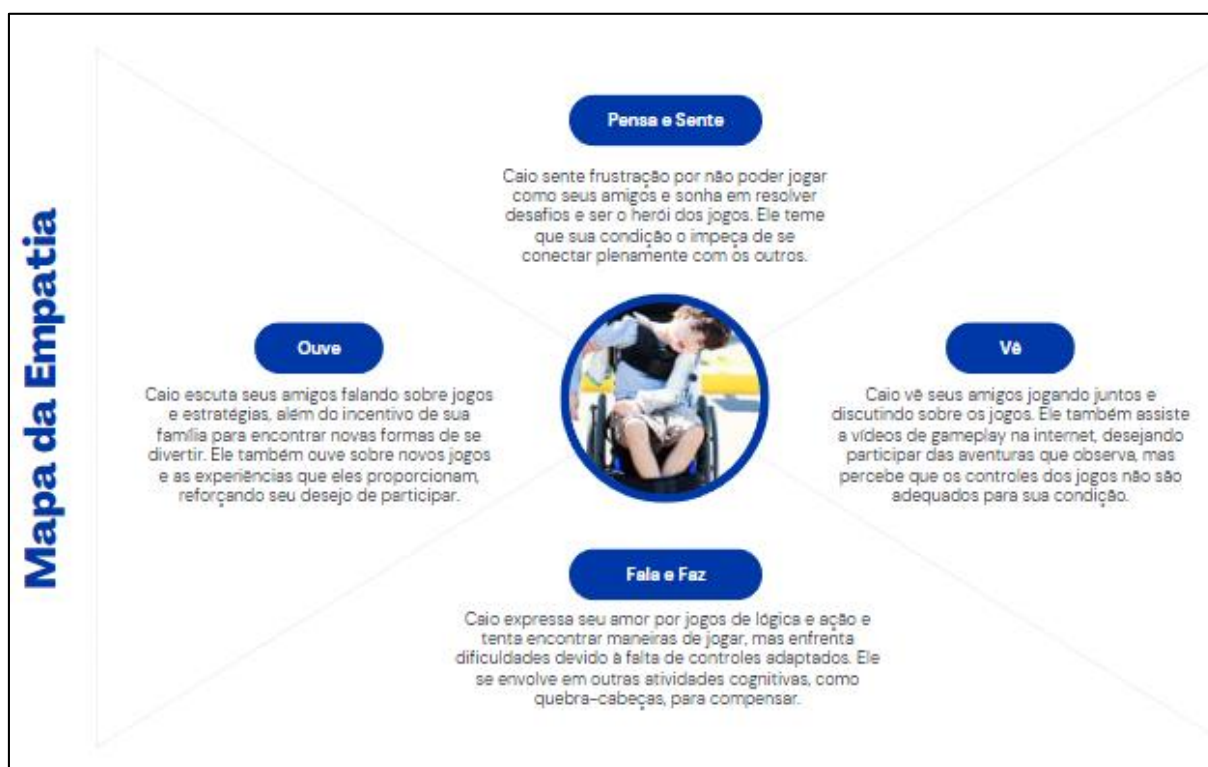 Mapa da Empatia
Pensa e Sente
Caio sente frustração por não poder jogar
como seus amigos e sonha em resolver
desafios e ser o herói dos jogos. Ele teme
que sua condição o impeça de se
conectar plenamente com os outros.
Ouve
Caio escuta seus amigos falando sobre jogos
e estratégias, além do incentivo de sua
família para encontrar novas formas de se
divertir. Ele também ouve sobre novos jogos
e as experiências que eles proporcionam,
reforçando seu desejo de participar.
Vê
Caio vê seus amigos jogando juntos e
discutindo sobre os jogos. Ele também assiste
a vídeos de gameplay na internet, desejando
participar das aventuras que observa, mas
percebe que os controles dos jogos não são
adequados para sua condição.
Fala e Faz
Caio expressa seu amor por jogos de lógica e ação e
tenta encontrar maneiras de jogar, mas enfrenta
dificuldades devido à falta de controles adaptados. Ele
se envolve em outras atividades cognitivas, como
quebra-cabeças, para compensar.